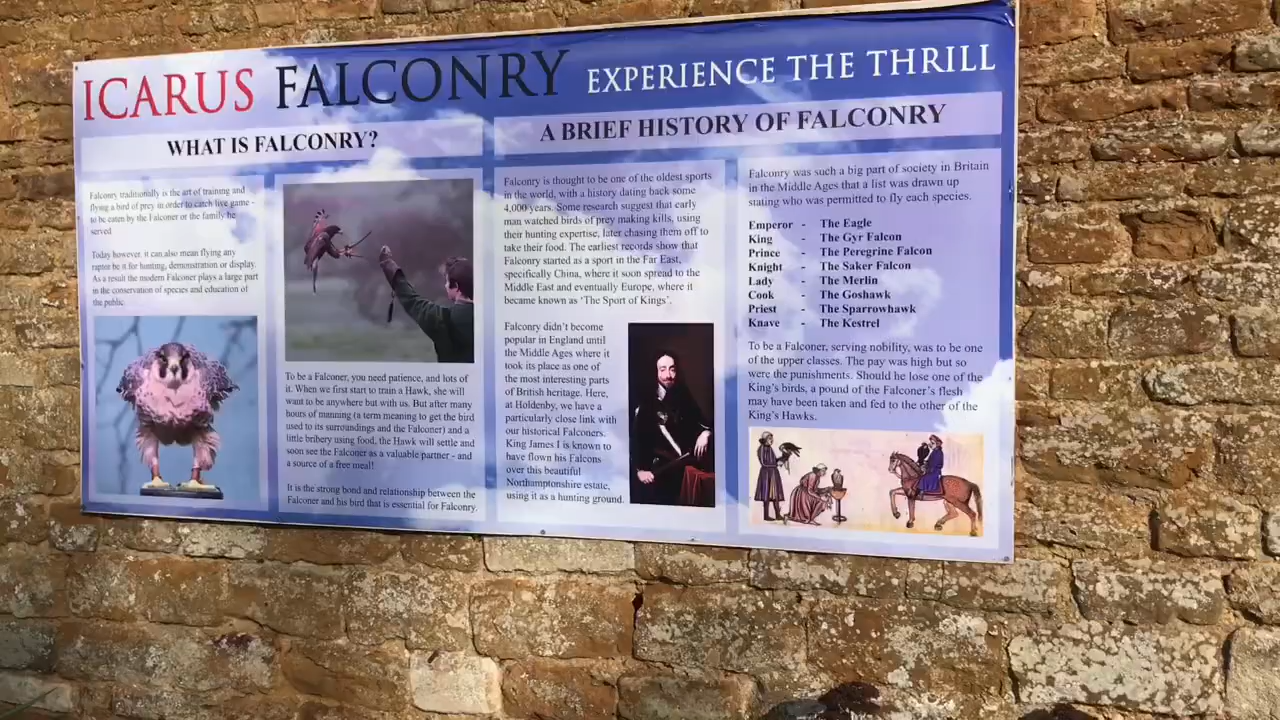 ICARUS FALCONRY EXPERIENCE THE THRILL
WHAT IS FALCONRY?
Falconry traditionally is the art of training and
flying a bird of prey in order to catch live game -
to be eaten by the Falconer or the family he
served
Today however, it can also mean flying any
raptor be it for hunting, demonstration or display.
As a result the modern Falconer plays a large part
in the conservation of species and education of
the public.
To be a Falconer, you need patience, and lots of
it. When we first start to train a Hawk, she will
want to be anywhere but with us. But after many
hours of manning (a term meaning to get the bird
used to its surroundings and the Falconer) and a
little bribery using food, the Hawk will settle and
soon see the Falconer as a valuable partner - and
a source of a free meal!
It is the strong bond and relationship between the
Falconer and his bird that is essential for Falconry.
A BRIEF HISTORY OF FALCONRY
Falconry is thought to be one of the oldest sports
in the world, with a history dating back some
4,000 years. Some research suggest that early
man watched birds of prey making kills, using
their hunting expertise, later chasing them off to
take their food. The earliest records show that
Falconry started as a sport in the Far East,
specifically China, where it soon spread to the
Middle East and eventually Europe, where it
became known as 'The Sport of Kings'.
Falconry didn't become
popular in England until
the Middle Ages where it
took its place as one of
the most interesting parts
of British heritage. Here,
at Holdenby, we have a
particularly close link with
our historical Falconers.
King James I is known to
have flown his Falcons
over this beautiful
Northamptonshire estate,
using it as a hunting ground.
Falconry was such a big part of society in Britain
in the Middle Ages that a list was drawn up
stating who was permitted to fly each species.
Emperor - The Eagle
King - The Gyr Falcon
Prince - The Peregrine Falcon
Knight - The Saker Falcon
Lady - The Merlin
Cook - The Goshawk
Priest - The Sparrowhawk
Knave - The Kestrel
To be a Falconer, serving nobility, was to be one
of the upper classes. The pay was high but so
were the punishments. Should he lose one of the
King's birds, a pound of the Falconer's flesh
may have been taken and fed to the other of the
King's Hawks.